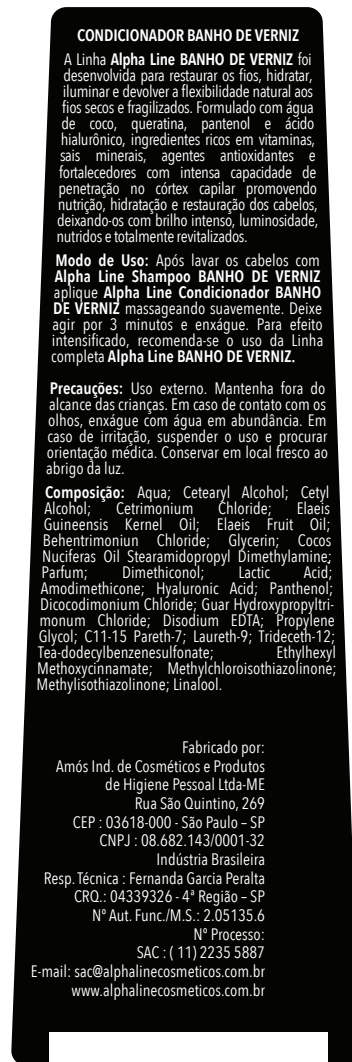 CONDICIONADOR BANHO DE VERNIZ
A Linha Alpha Line BANHO DE VERNIZ foi
desenvolvida para restaurar os fios, hidratar,
iluminar e devolver a flexibilidade natural aos
fios secos e fragilizados. Formulado com água
de coco, queratina, pantenol e ácido
hialurônico, ingredientes ricos em vitaminas,
sais minerais, agentes antioxidantes e
fortalecedores com intensa capacidade de
penetração no córtex capilar promovendo
nutrição, hidratação e restauração dos cabelos,
deixando-os com brilho intenso, luminosidade,
nutridos e totalmente revitalizados.
Modo de Uso: Após lavar os cabelos com
Alpha Line Shampoo BANHO DE VERNIZ
aplique Alpha Line Condicionador BANHO
DE VERNIZ massageando suavemente. Deixe
agir por 3 minutos e enxágue. Para efeito
intensificado, recomenda-se o uso da Linha
completa Alpha Line BANHO DE VERNIZ.
Precauções: Uso externo. Mantenha fora do
alcance das crianças. Em caso de contato com os
olhos, enxágue com água em abundância. Em
caso de irritação, suspender o uso e procurar
orientação médica. Conservar em local fresco ao
abrigo da luz.
Composição: Aqua; Cetearyl Alcohol; Cetyl
Alcohol; Cetrimonium Chloride; Elaeis
Guineensis Kernel Oil; Elaeis Fruit Oil;
Behentrimoniun Chloride; Glycerin; Cocos
Nuciferas Oil Stearamidopropyl Dimethylamine;
Parfum; Dimethiconol; Lactic Acid;
Amodimethicone; Hyaluronic Acid; Panthenol;
Dicocodimonium Chloride; Guar Hydroxypropyltri-
monum Chloride; Disodium EDTA; Propylene
Glycol; C11-15 Pareth-7; Laureth-9; Trideceth-12;
Tea-dodecylbenzenesulfonate; Ethylhexyl
Methoxycinnamate; Methylchloroisothiazolinone;
Methylisothiazolinone; Linalool.
Fabricado por:
Amós Ind. de Cosméticos e Produtos
de Higiene Pessoal Ltda-ME
Rua São Quintino, 269
CEP : 03618-000 - São Paulo – SP
CNPJ : 08.682.143/0001-32
Indústria Brasileira
Resp. Técnica : Fernanda Garcia Peralta
CRQ.: 04339326 - 4ª Região – SP
Nº Aut. Func./M.S.: 2.05135.6
Nº Processo:
SAC : ( 11) 2235 5887
E-mail: sac@alphalinecosmeticos.com.br
www.alphalinecosmeticos.com.br